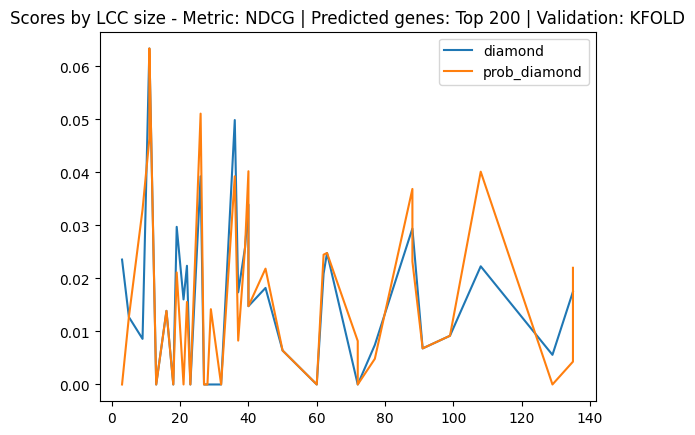 Scores by LCC size - Metric: NDCG | Predicted genes: Top 200 | Validation: KFOLD
diamond
prob_diamond
0.06
0.05
0.04
0.03
0.02
0.01
0.00
0 20 40 60 80 100 120 140